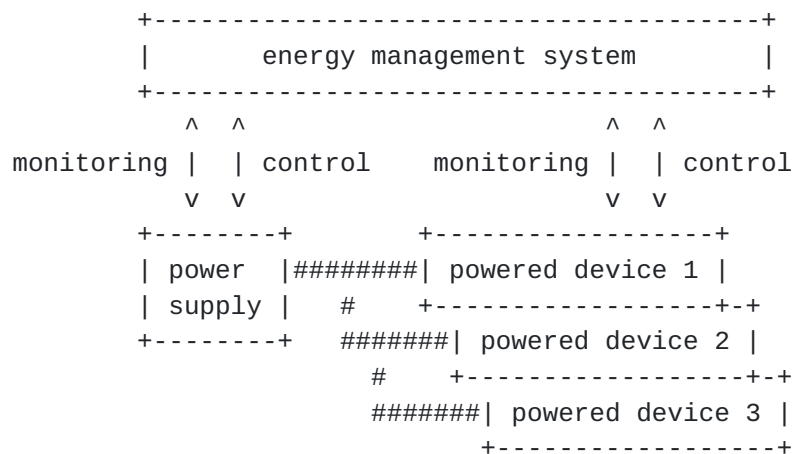 energy management system
monitoring control monitoring control
power powered device 1
supply
powered device 2
powered device 3